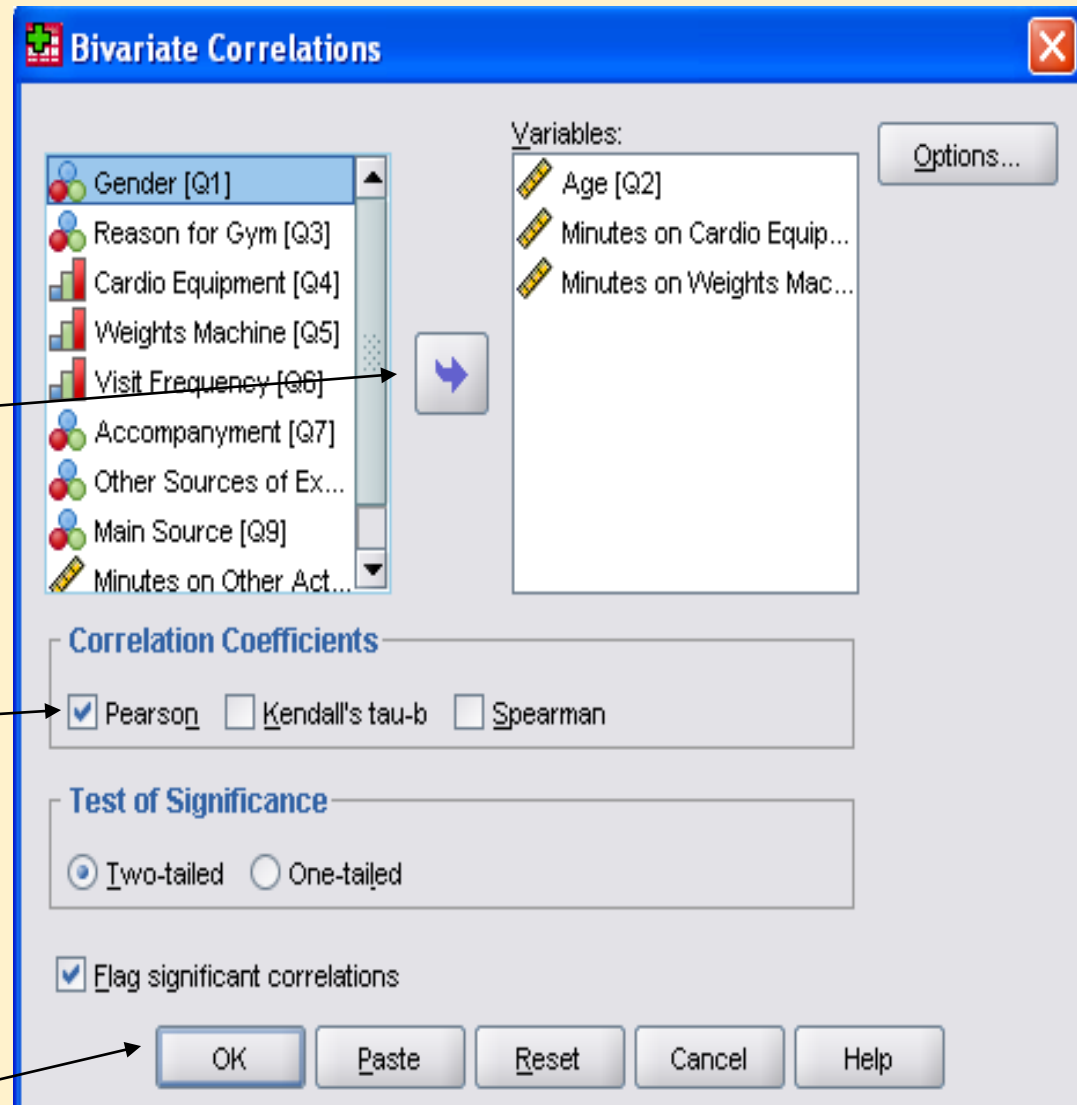 Bivariate Correlations
Variables:
Options...
Gender [Q1]
Reason for Gym [Q3]
Cardio Equipment [Q4]
Weights Machine [Q5]
Visit Frequency [Q6]
Accompanyment [Q7]
Other Sources of Ex...
Main Source [Q9]
Minutes on Other Act...
Age [Q2]
Minutes on Cardio Equip...
Minutes on Weights Mac...
Correlation Coefficients
Pearson Kendall's tau-b Spearman
Test of Significance
Two-tailed One-tailed
Flag significant correlations
OK Paste Reset Cancel Help